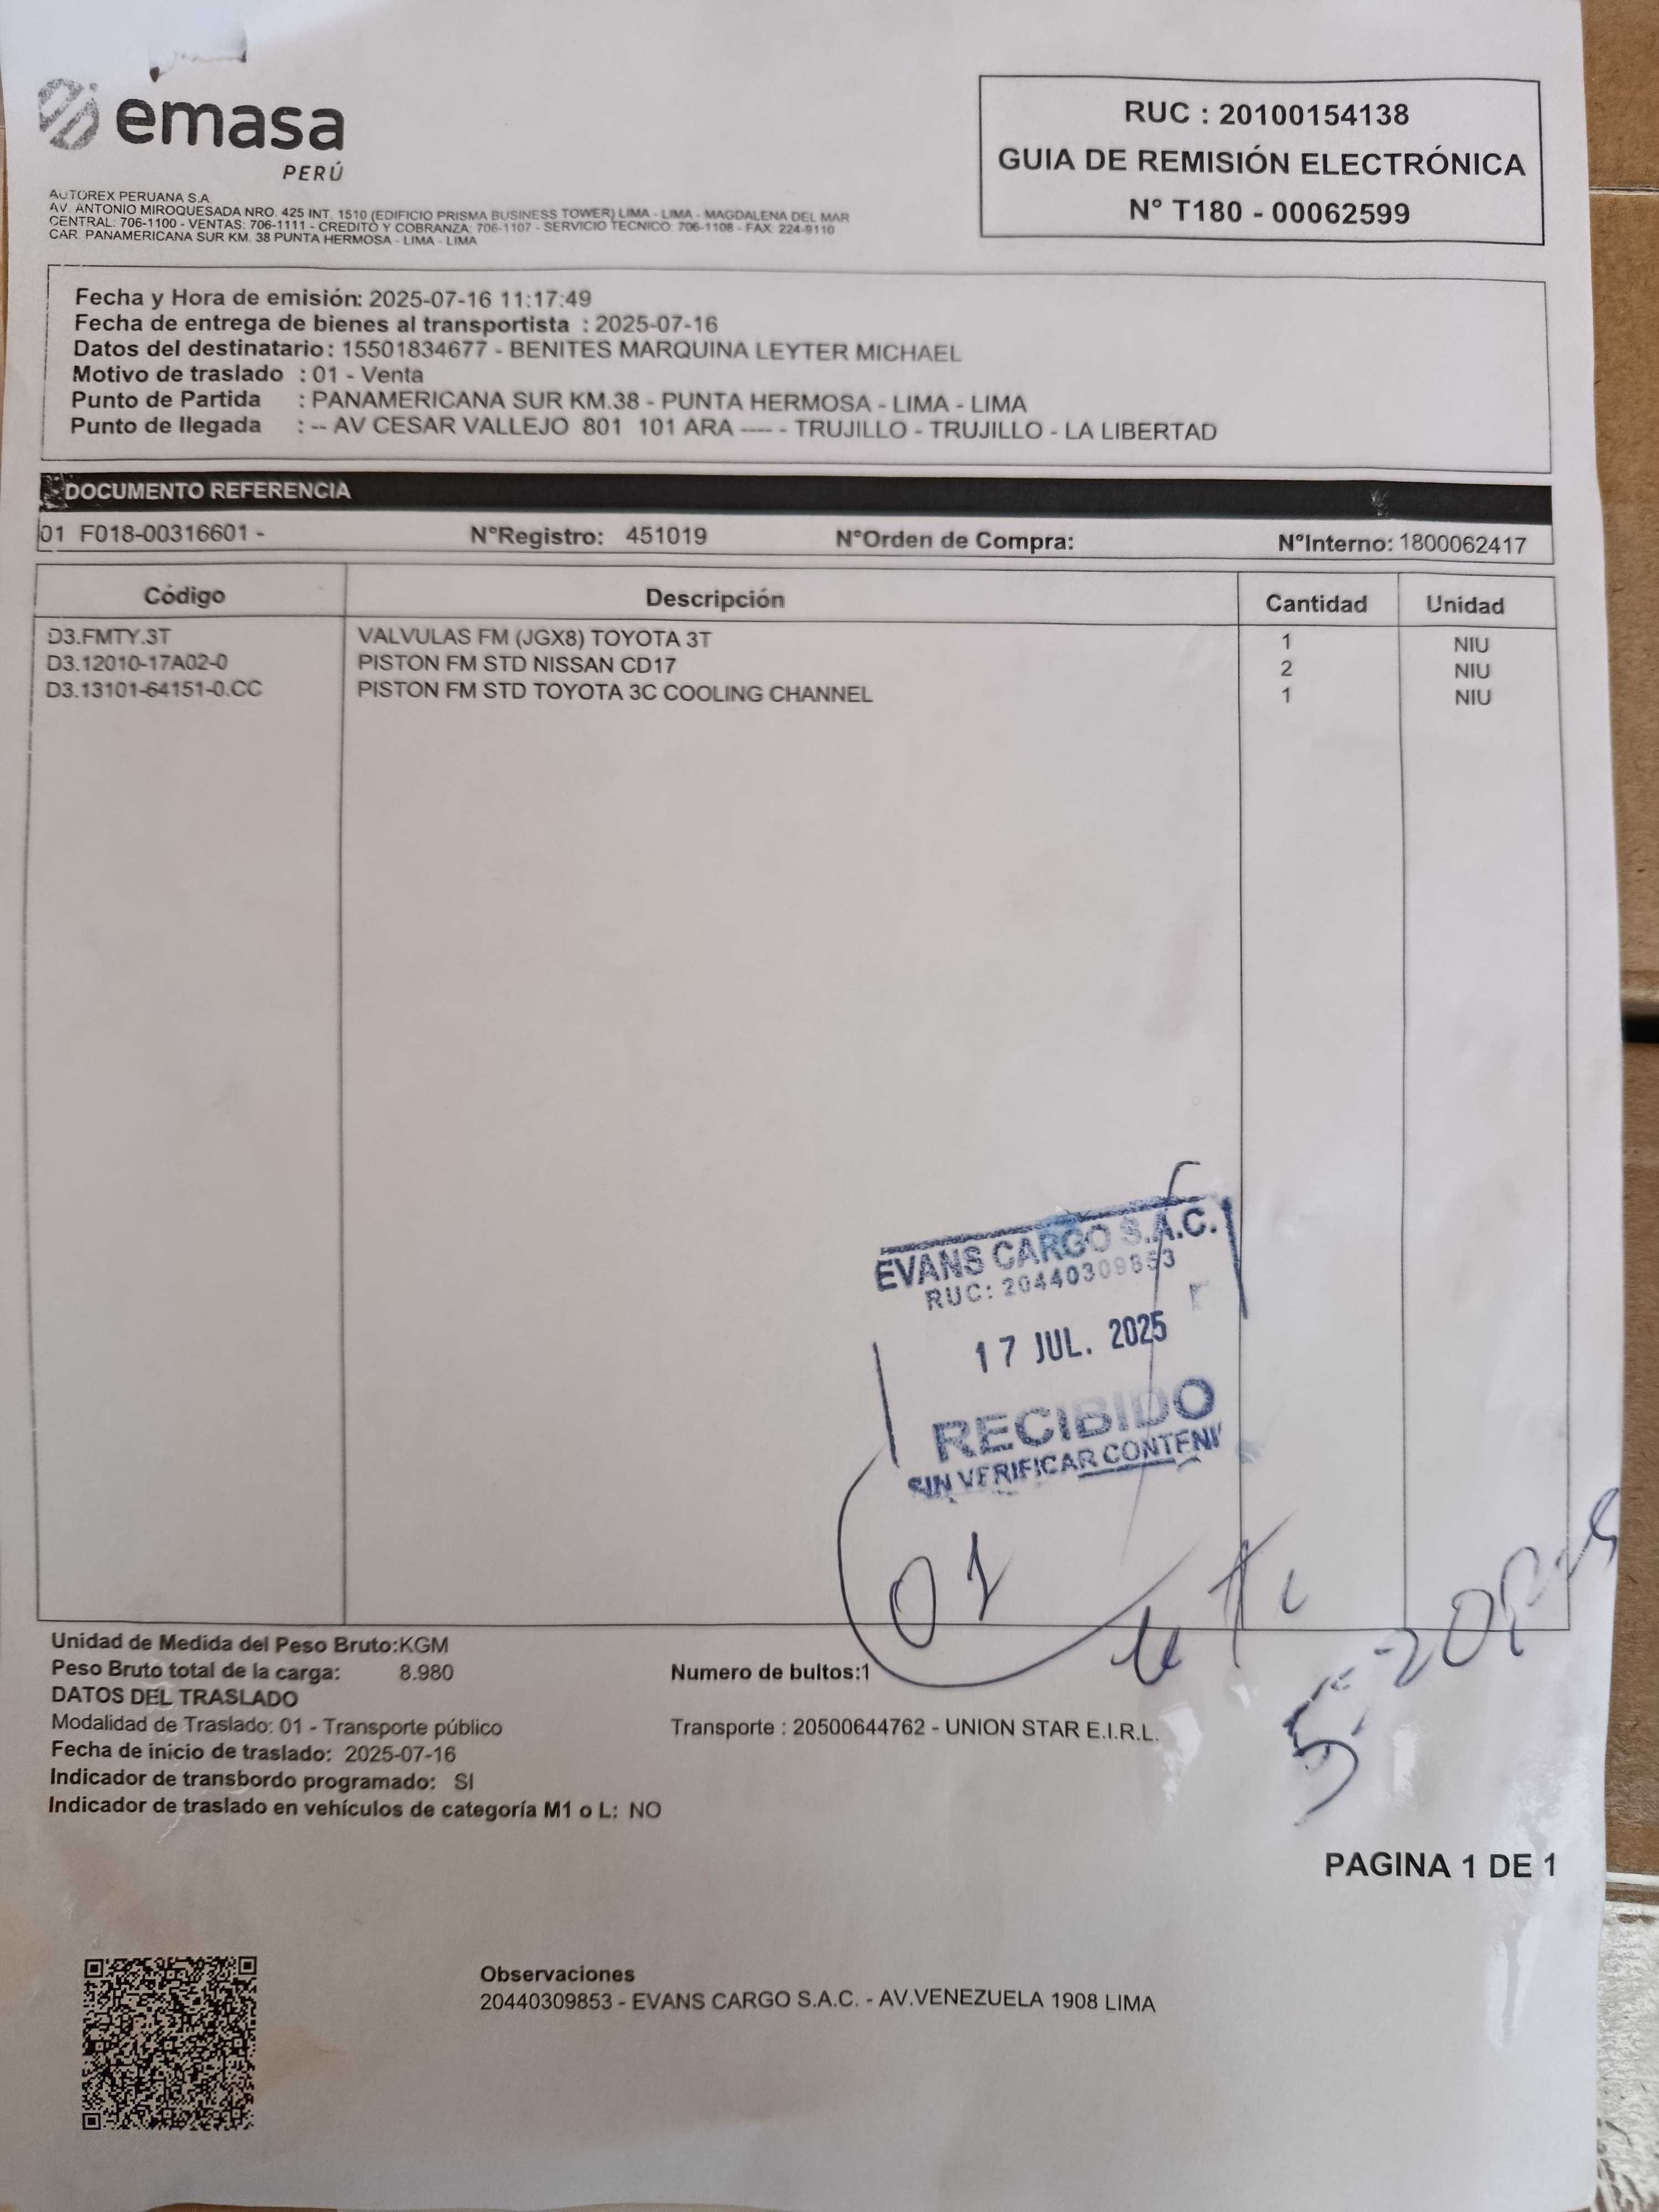 emasa
PERÚ
RUC : 20100154138
GUIA DE REMISIÓN ELECTRÓNICA
N° T180 - 00062599
AUTOREX PERUANA S.A.
AV. ANTONIO MIROQUESADA NRO. 425 INT. 1510 (EDIFICIO PRISMA BUSINESS TOWER) LIMA - LIMA - MAGDALENA DEL MAR
CENTRAL: 706-1100 - VENTAS: 706-1111 - CREDITO Y COBRANZA: 706-1107 - SERVICIO TECNICO: 706-1108 - FAX: 224-9110
CAR. PANAMERICANA SUR KM. 38 PUNTA HERMOSA - LIMA - LIMA
Fecha y Hora de emisión: 2025-07-16 11:17:49
Fecha de entrega de bienes al transportista : 2025-07-16
Datos del destinatario : 15501834677 - BENITES MARQUINA LEYTER MICHAEL
Motivo de traslado : 01 - Venta
Punto de Partida : PANAMERICANA SUR KM.38 - PUNTA HERMOSA - LIMA - LIMA
Punto de llegada : -- AV CESAR VALLEJO 801 101 ARA ---- - TRUJILLO - TRUJILLO - LA LIBERTAD
DOCUMENTO REFERENCIA
01 F018-00316601 - N°Registro: 451019 N°Orden de Compra: N°Interno: 1800062417
Código Descripción Cantidad Unidad
D3.FMTY.3T VALVULAS FM (JGX8) TOYOTA 3T 1 NIU
D3.12010-17A02-0 PISTON FM STD NISSAN CD17 2 NIU
D3.13101-64151-0.CC PISTON FM STD TOYOTA 3C COOLING CHANNEL 1 NIU
EVANS CARGO S.A.C.
RUC: 20440309853
17 JUL. 2025
RECIBIDO
SIN VERIFICAR CONTENI
01
Unidad de Medida del Peso Bruto:KGM
Peso Bruto total de la carga: 8.980 Numero de bultos:1
DATOS DEL TRASLADO
Modalidad de Traslado: 01 - Transporte público Transporte : 20500644762 - UNION STAR E.I.R.L.
Fecha de inicio de traslado: 2025-07-16
Indicador de transbordo programado: SI
Indicador de traslado en vehículos de categoría M1 o L: NO
PAGINA 1 DE 1
Observaciones
20440309853 - EVANS CARGO S.A.C. - AV.VENEZUELA 1908 LIMA